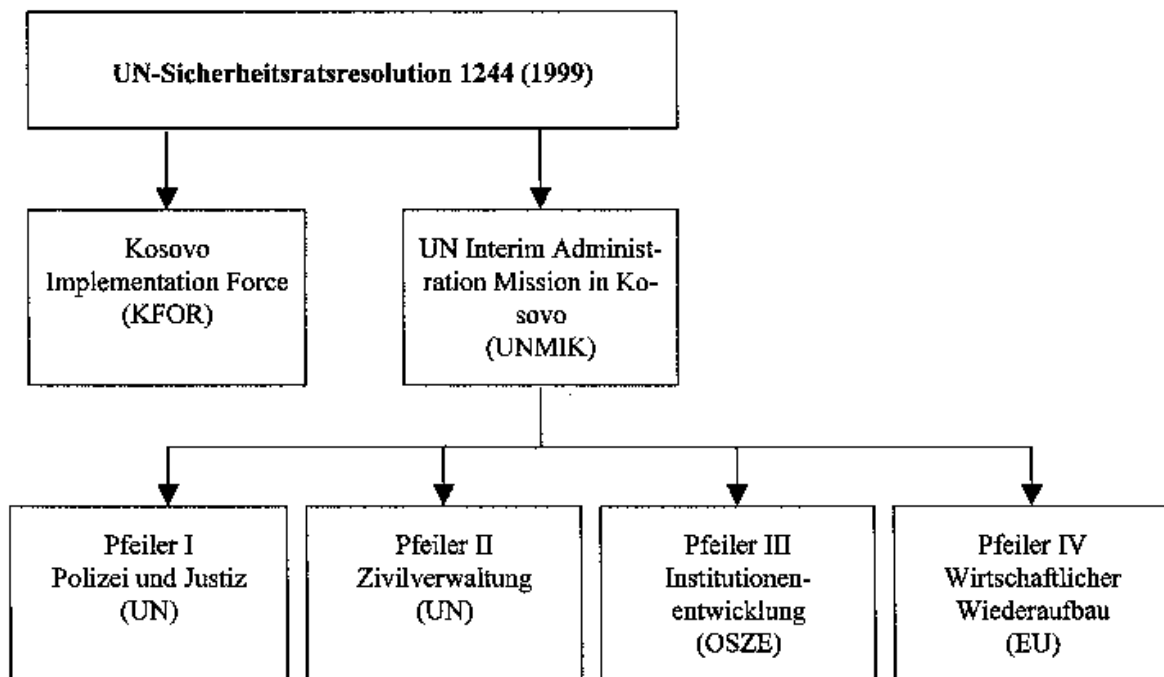 UN-Sicherheitsratsresolution 1244 (1999)
Kosovo
Implementation Force
(KFOR)
UN Interim Administ-
ration Mission in Ko-
sovo
(UNMIK)
Pfeiler I
Polizei und Justiz
(UN)
Pfeiler II
Zivilverwaltung
(UN)
Pfeiler III
Institutionen-
entwicklung
(OSZE)
Pfeiler IV
Wirtschaftlicher
Wiederaufbau
(EU)